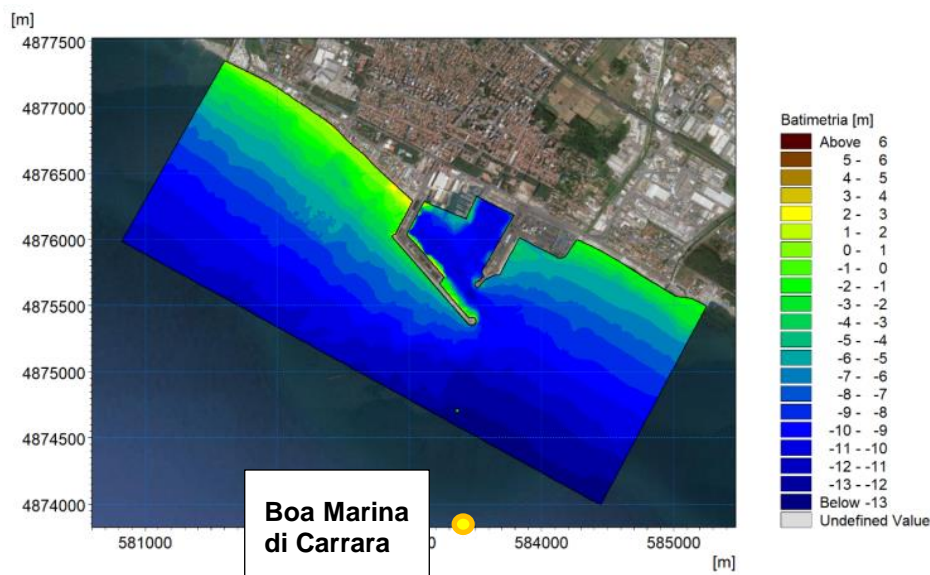 [m]
4877500
4877000
4876500
4876000
4875500
4875000
4874500
4874000
581000
584000
585000
[m]
Boa Marina
di Carrara
Batimetria [m]
Above 6
5 - 6
4 - 5
3 - 4
2 - 3
1 - 2
0 - 1
-1 - 0
-2 - -1
-3 - -2
-4 - -3
-5 - -4
-6 - -5
-7 - -6
-8 - -7
-9 - -8
-10 - -9
-11 - -10
-12 - -11
-13 - -12
Below -13
Undefined Value